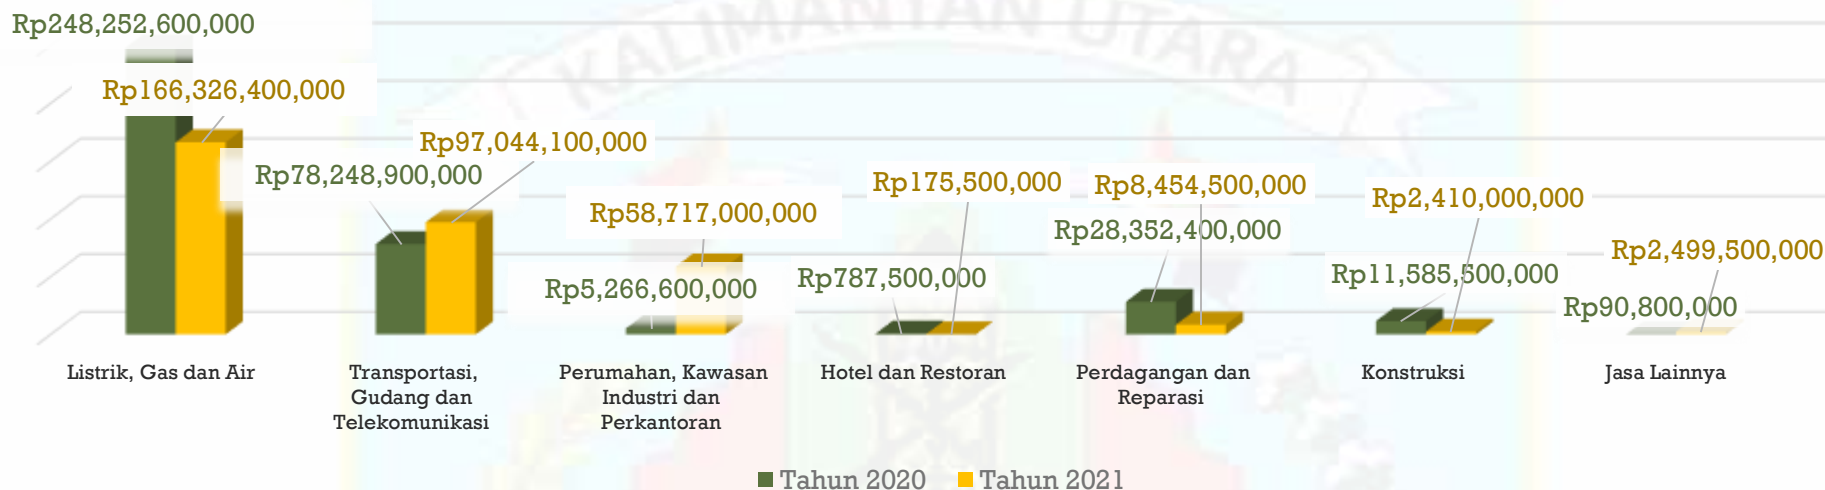 KALIMANTAN UTARA
Rp248,252,600,000
Rp166,326,400,000
Rp78,248,900,000
Rp97,044,100,000
Rp5,266,600,000
Rp58,717,000,000
Rp787,500,000
Rp175,500,000
Rp28,352,400,000
Rp8,454,500,000
Rp11,585,500,000
Rp2,410,000,000
Rp90,800,000
Rp2,499,500,000
Listrik, Gas dan Air
Transportasi,
Gudang dan
Telekomunikasi
Perumahan, Kawasan
Industri dan
Perkantoran
Hotel dan Restoran
Perdagangan dan
Reparasi
Konstruksi
Jasa Lainnya
Tahun 2020
Tahun 2021